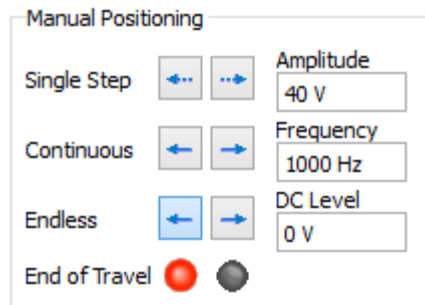 Manual Positioning
Single Step
Amplitude
40 V
Continuous
Frequency
1000 Hz
Endless
DC Level
0 V
End of Travel